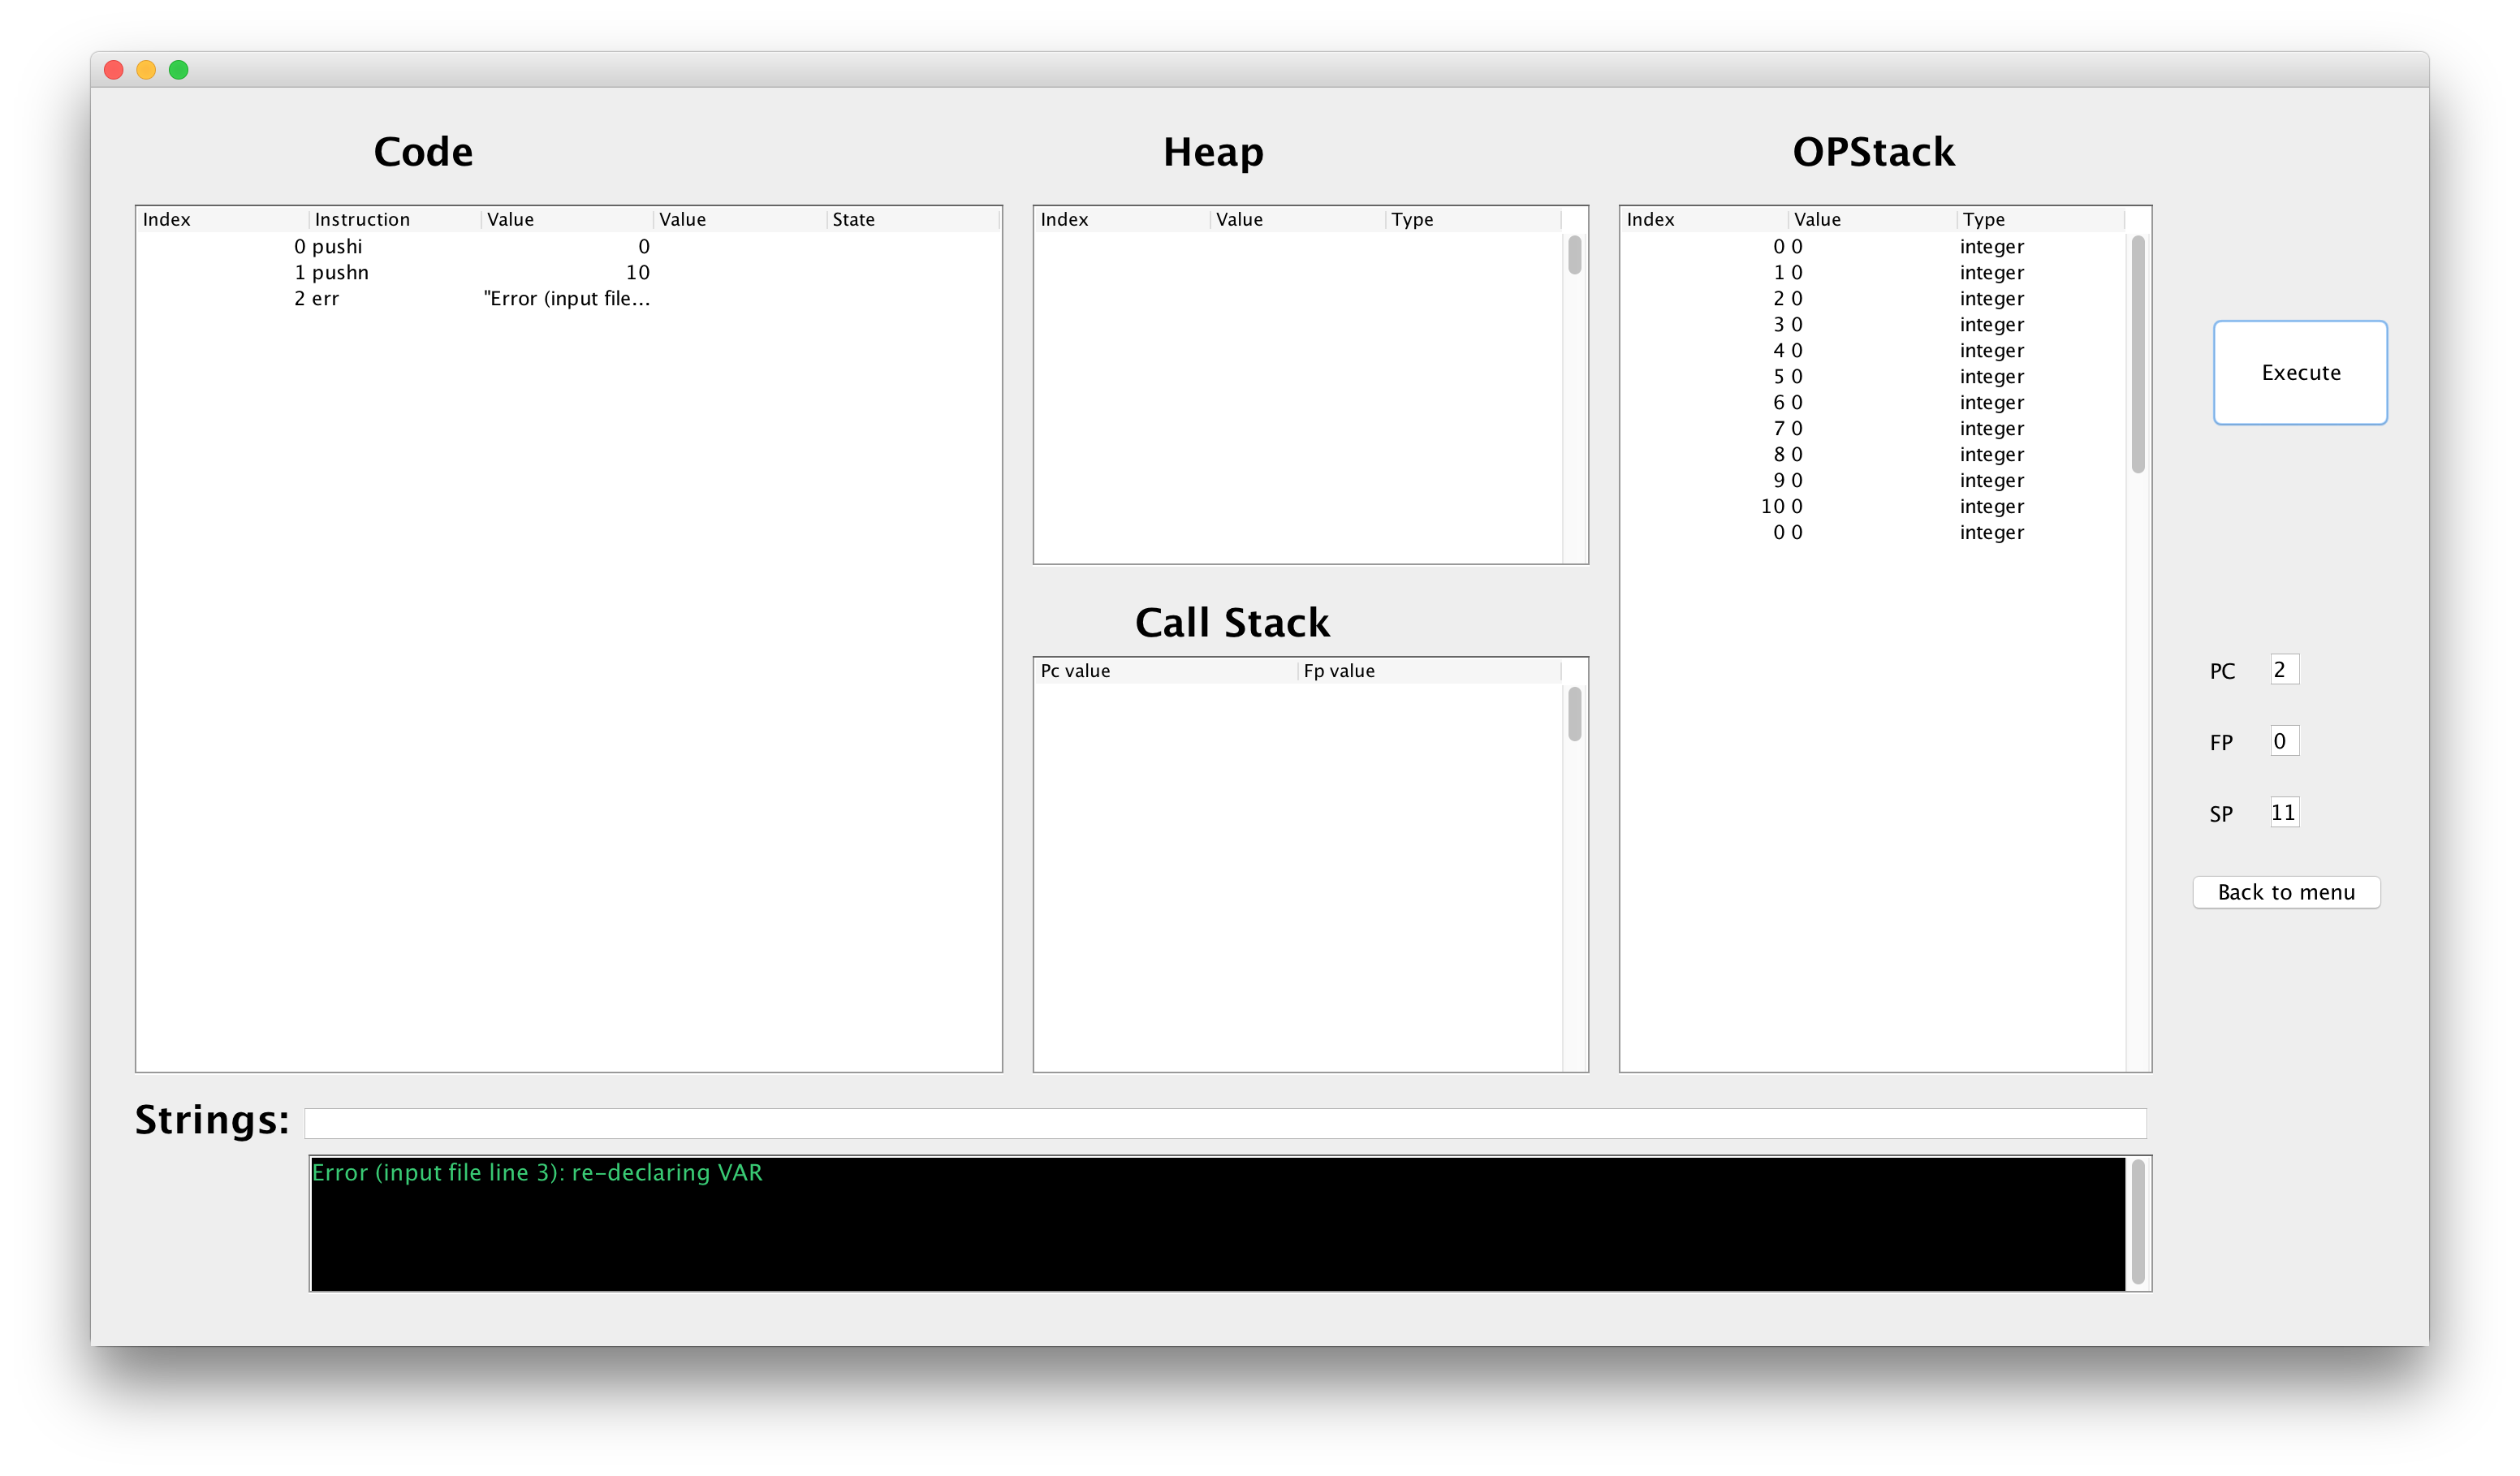 Code
Index Instruction Value Value State
0 pushi 0
1 pushn 10
2 err "Error (input file...
Heap
Index Value Type
Call Stack
Pc value Fp value
OPStack
Index Value Type
0 0 integer
1 0 integer
2 0 integer
3 0 integer
4 0 integer
5 0 integer
6 0 integer
7 0 integer
8 0 integer
9 0 integer
10 0 integer
0 0 integer
Execute
PC 2
FP 0
SP 11
Back to menu
Strings:
Error (input file line 3): re-declaring VAR